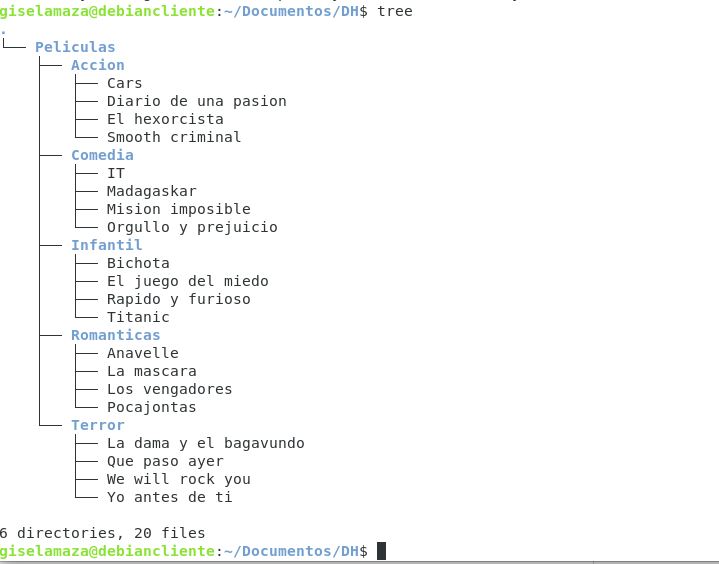 giselamaza@debiancliente:~/Documentos/DH$ tree
.
└── Peliculas
    ├── Accion
    │   ├── Cars
    │   ├── Diario de una pasion
    │   ├── El hexorcista
    │   └── Smooth criminal
    ├── Comedia
    │   ├── IT
    │   ├── Madagaskar
    │   ├── Mision imposible
    │   └── Orgullo y prejuicio
    ├── Infantil
    │   ├── Bichota
    │   ├── El juego del miedo
    │   ├── Rapido y furioso
    │   └── Titanic
    ├── Romanticas
    │   ├── Anavelle
    │   ├── La mascara
    │   ├── Los vengadores
    │   └── Pocajontas
    └── Terror
        ├── La dama y el bagavundo
        ├── Que paso ayer
        ├── We will rock you
        └── Yo antes de ti

6 directories, 20 files
giselamaza@debiancliente:~/Documentos/DH$